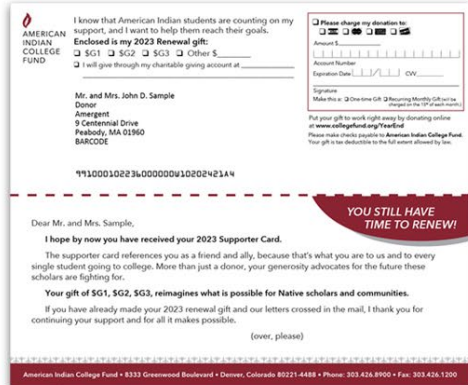 AMERICAN
INDIAN
COLLEGE
FUND
I know that American Indian students are counting on my
support, and I want to help them reach their goals.
Enclosed is my 2023 Renewal gift:
❑ $G1 ❑ $G2 ❑ $G3 ❑ Other $
❑ I will give through my charitable giving account at
Mr. and Mrs. John D. Sample
Donor
Amergent
9 Centennial Drive
Peabody, MA 01960
BARCODE
❑ Please charge my donation to:
Amount $
Account Number
Expiration Date CVV
Signature
Make this a: ❑ One-time Gift ❑ Recurring Monthly Gift (will be
charged on the 15th of each month.)
Put your gift to work right away by donating online
at www.collegefund.org/YearEnd
Please make checks payable to American Indian College Fund.
Your gift is tax deductible to the full extent allowed by law.
YOU STILL HAVE
TIME TO RENEW!
Dear Mr. and Mrs. Sample,
I hope by now you have received your 2023 Supporter Card.
The supporter card references you as a friend and ally, because that's what you are to us and to every
single student going to college. More than just a donor, your generosity advocates for the future these
scholars are fighting for.
Your gift of $G1, $G2, $G3, reimagines what is possible for Native scholars and communities.
If you have already made your 2023 renewal gift and our letters crossed in the mail, I thank you for
continuing your support and for all it makes possible.
(over, please)
American Indian College Fund • 8333 Greenwood Boulevard • Denver, Colorado 80221-4488 • Phone: 303.426.8900 • Fax: 303.426.1200